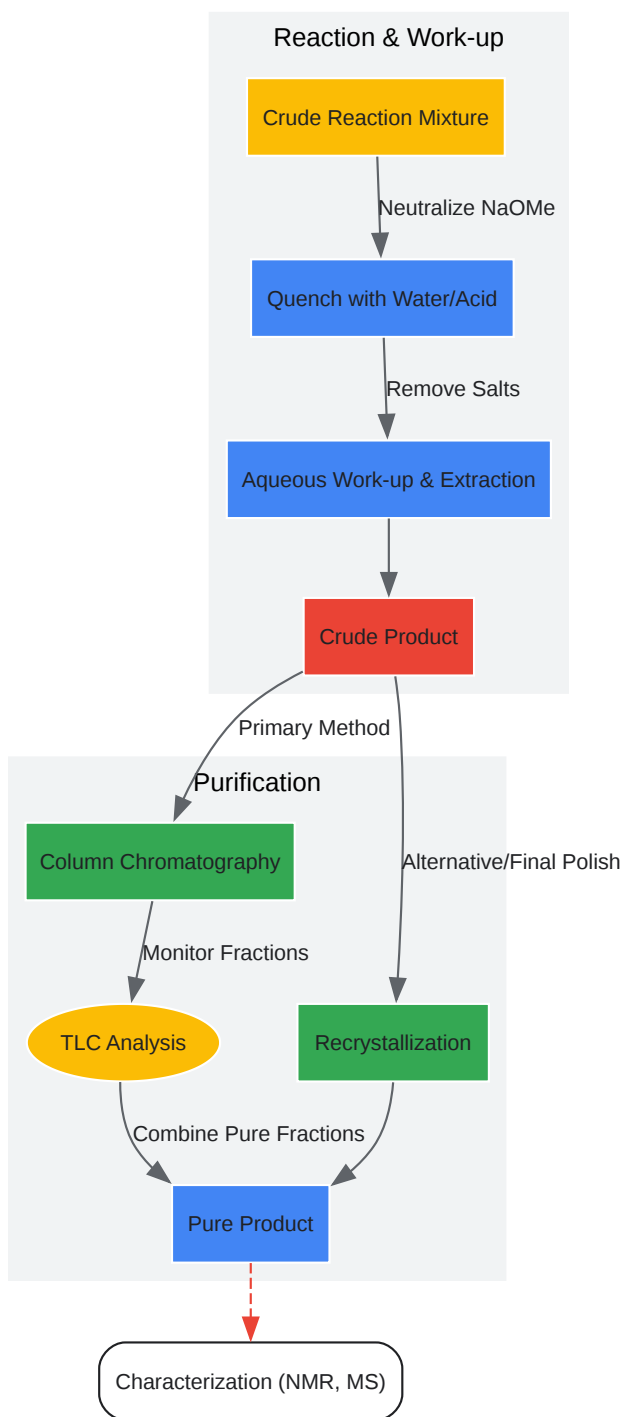 Reaction & Work-up
Crude Reaction Mixture
Neutralize NaOMe
Quench with Water/Acid
Remove Salts
Aqueous Work-up & Extraction
Crude Product
Primary Method
Purification
Column Chromatography
Alternative/Final Polish
Monitor Fractions
TLC Analysis
Recrystallization
Combine Pure Fractions
Pure Product
Characterization (NMR, MS)